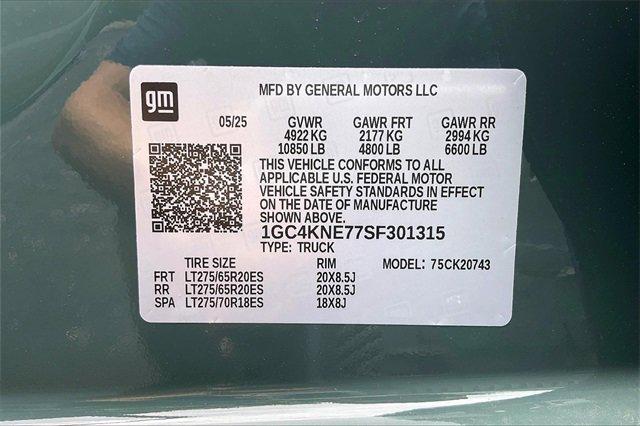 gm
MFD BY GENERAL MOTORS LLC
05/25 GVWR GAWR FRT GAWR RR
4922 KG 2177 KG 2994 KG
10850 LB 4800 LB 6600 LB
THIS VEHICLE CONFORMS TO ALL
APPLICABLE U.S. FEDERAL MOTOR
VEHICLE SAFETY STANDARDS IN EFFECT
ON THE DATE OF MANUFACTURE
SHOWN ABOVE.
1GC4KNE77SF301315
TYPE: TRUCK
TIRE SIZE RIM MODEL: 75CK20743
FRT LT275/65R20ES 20X8.5J
RR LT275/65R20ES 20X8.5J
SPA LT275/70R18ES 18X8J